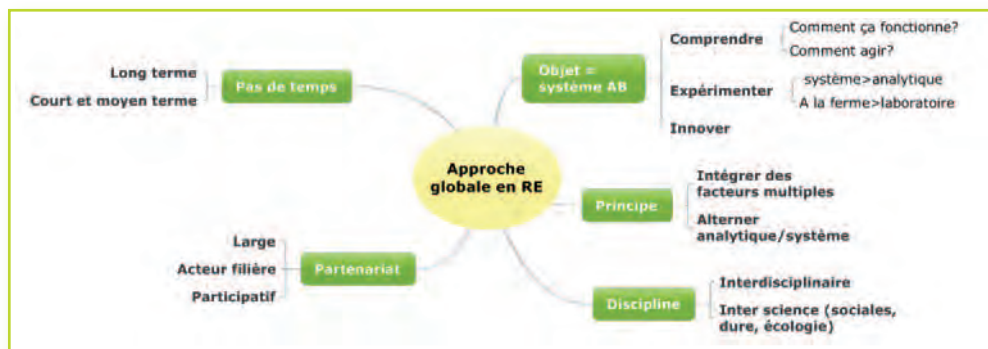 Approche
globale en RE
Pas de temps
Long terme
Court et moyen terme
Objet =
système AB
Comprendre
Comment ça fonctionne?
Comment agir?
Expérimenter
système>analytique
A la ferme>laboratoire
Innover
Principe
Intégrer des
facteurs multiples
Alterner
analytique/système
Partenariat
Large
Acteur filière
Participatif
Discipline
Interdisciplinaire
Inter science (sociales,
dure, écologie)